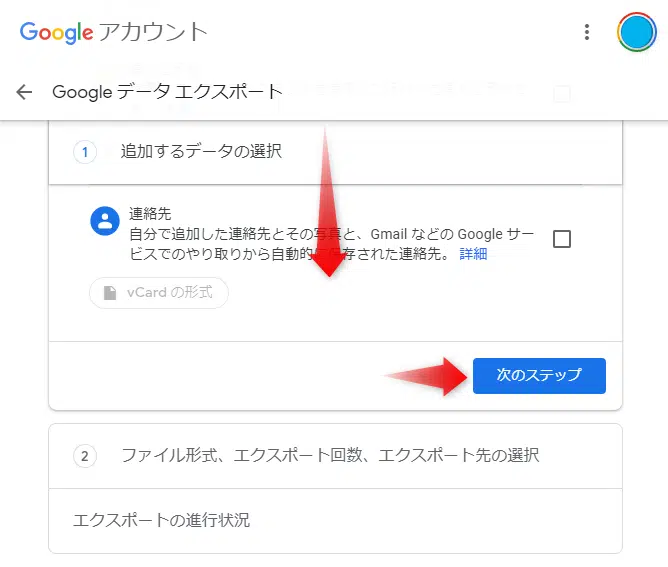 Google アカウント
Google データ エクスポート
1 追加するデータの選択
連絡先
自分で追加した連絡先とその写真と、Gmail などの Google サー
ビスでのやり取りから自動的に保存された連絡先。 詳細
vCard の形式
次のステップ
2 ファイル形式、エクスポート回数、エクスポート先の選択
エクスポートの進行状況